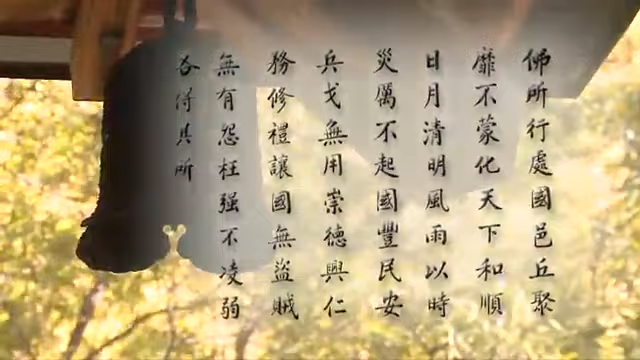 佛所行處國邑丘聚
靡不蒙化天下和順
日月清明風雨以時
災厲不起國豐民安
兵戈無用崇德興仁
務修禮讓國無盜賊
無有怨枉强不凌弱
各得其所